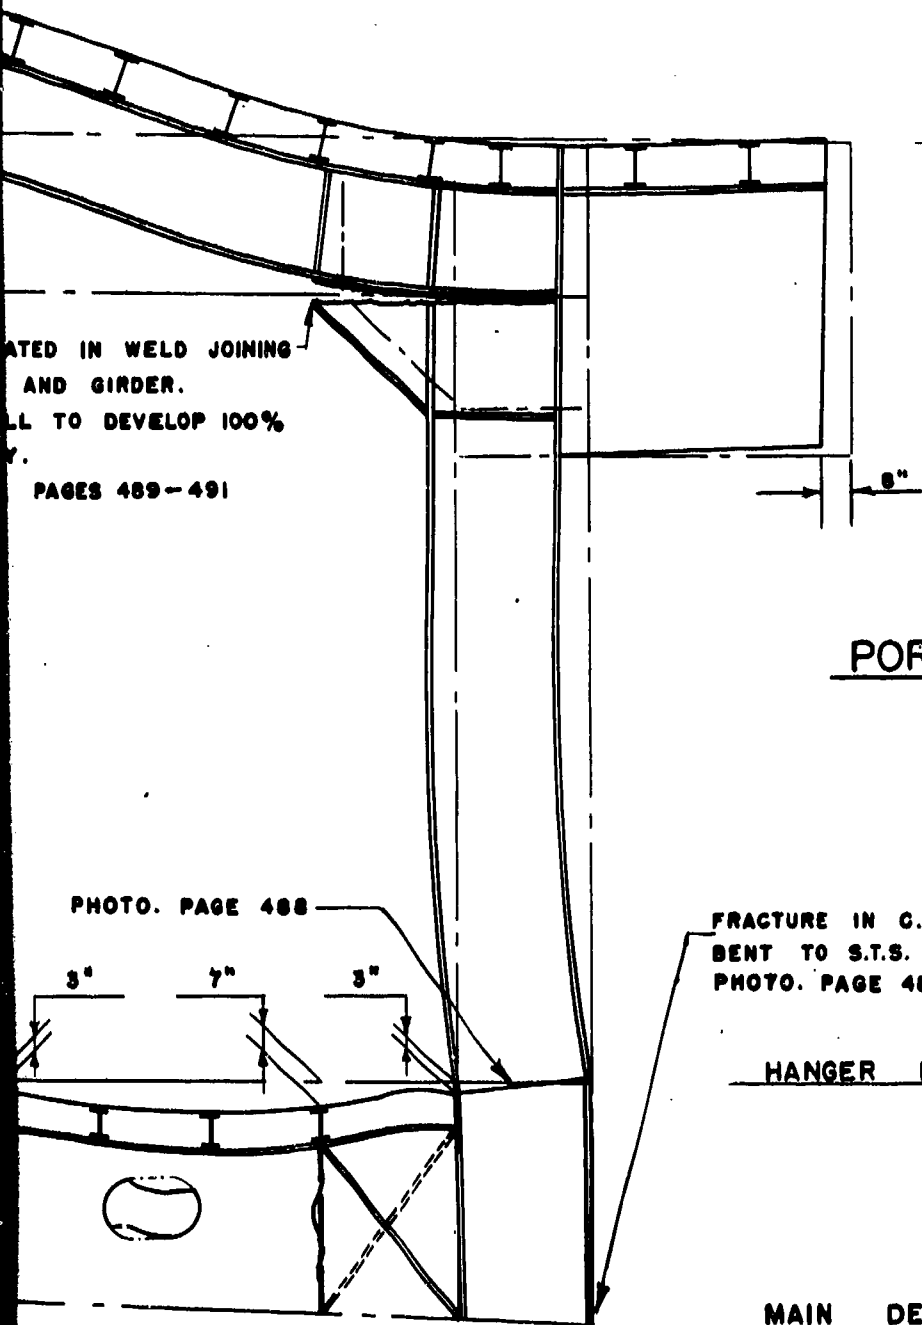 ATED IN WELD JOINING
AND GIRDER.
LL TO DEVELOP 100%
Y.
PAGES 489-491
8"
POR
PHOTO. PAGE 488
3" 7" 3"
FRACTURE IN C.
BENT TO S.T.S.
PHOTO. PAGE 48
HANGER
MAIN DE